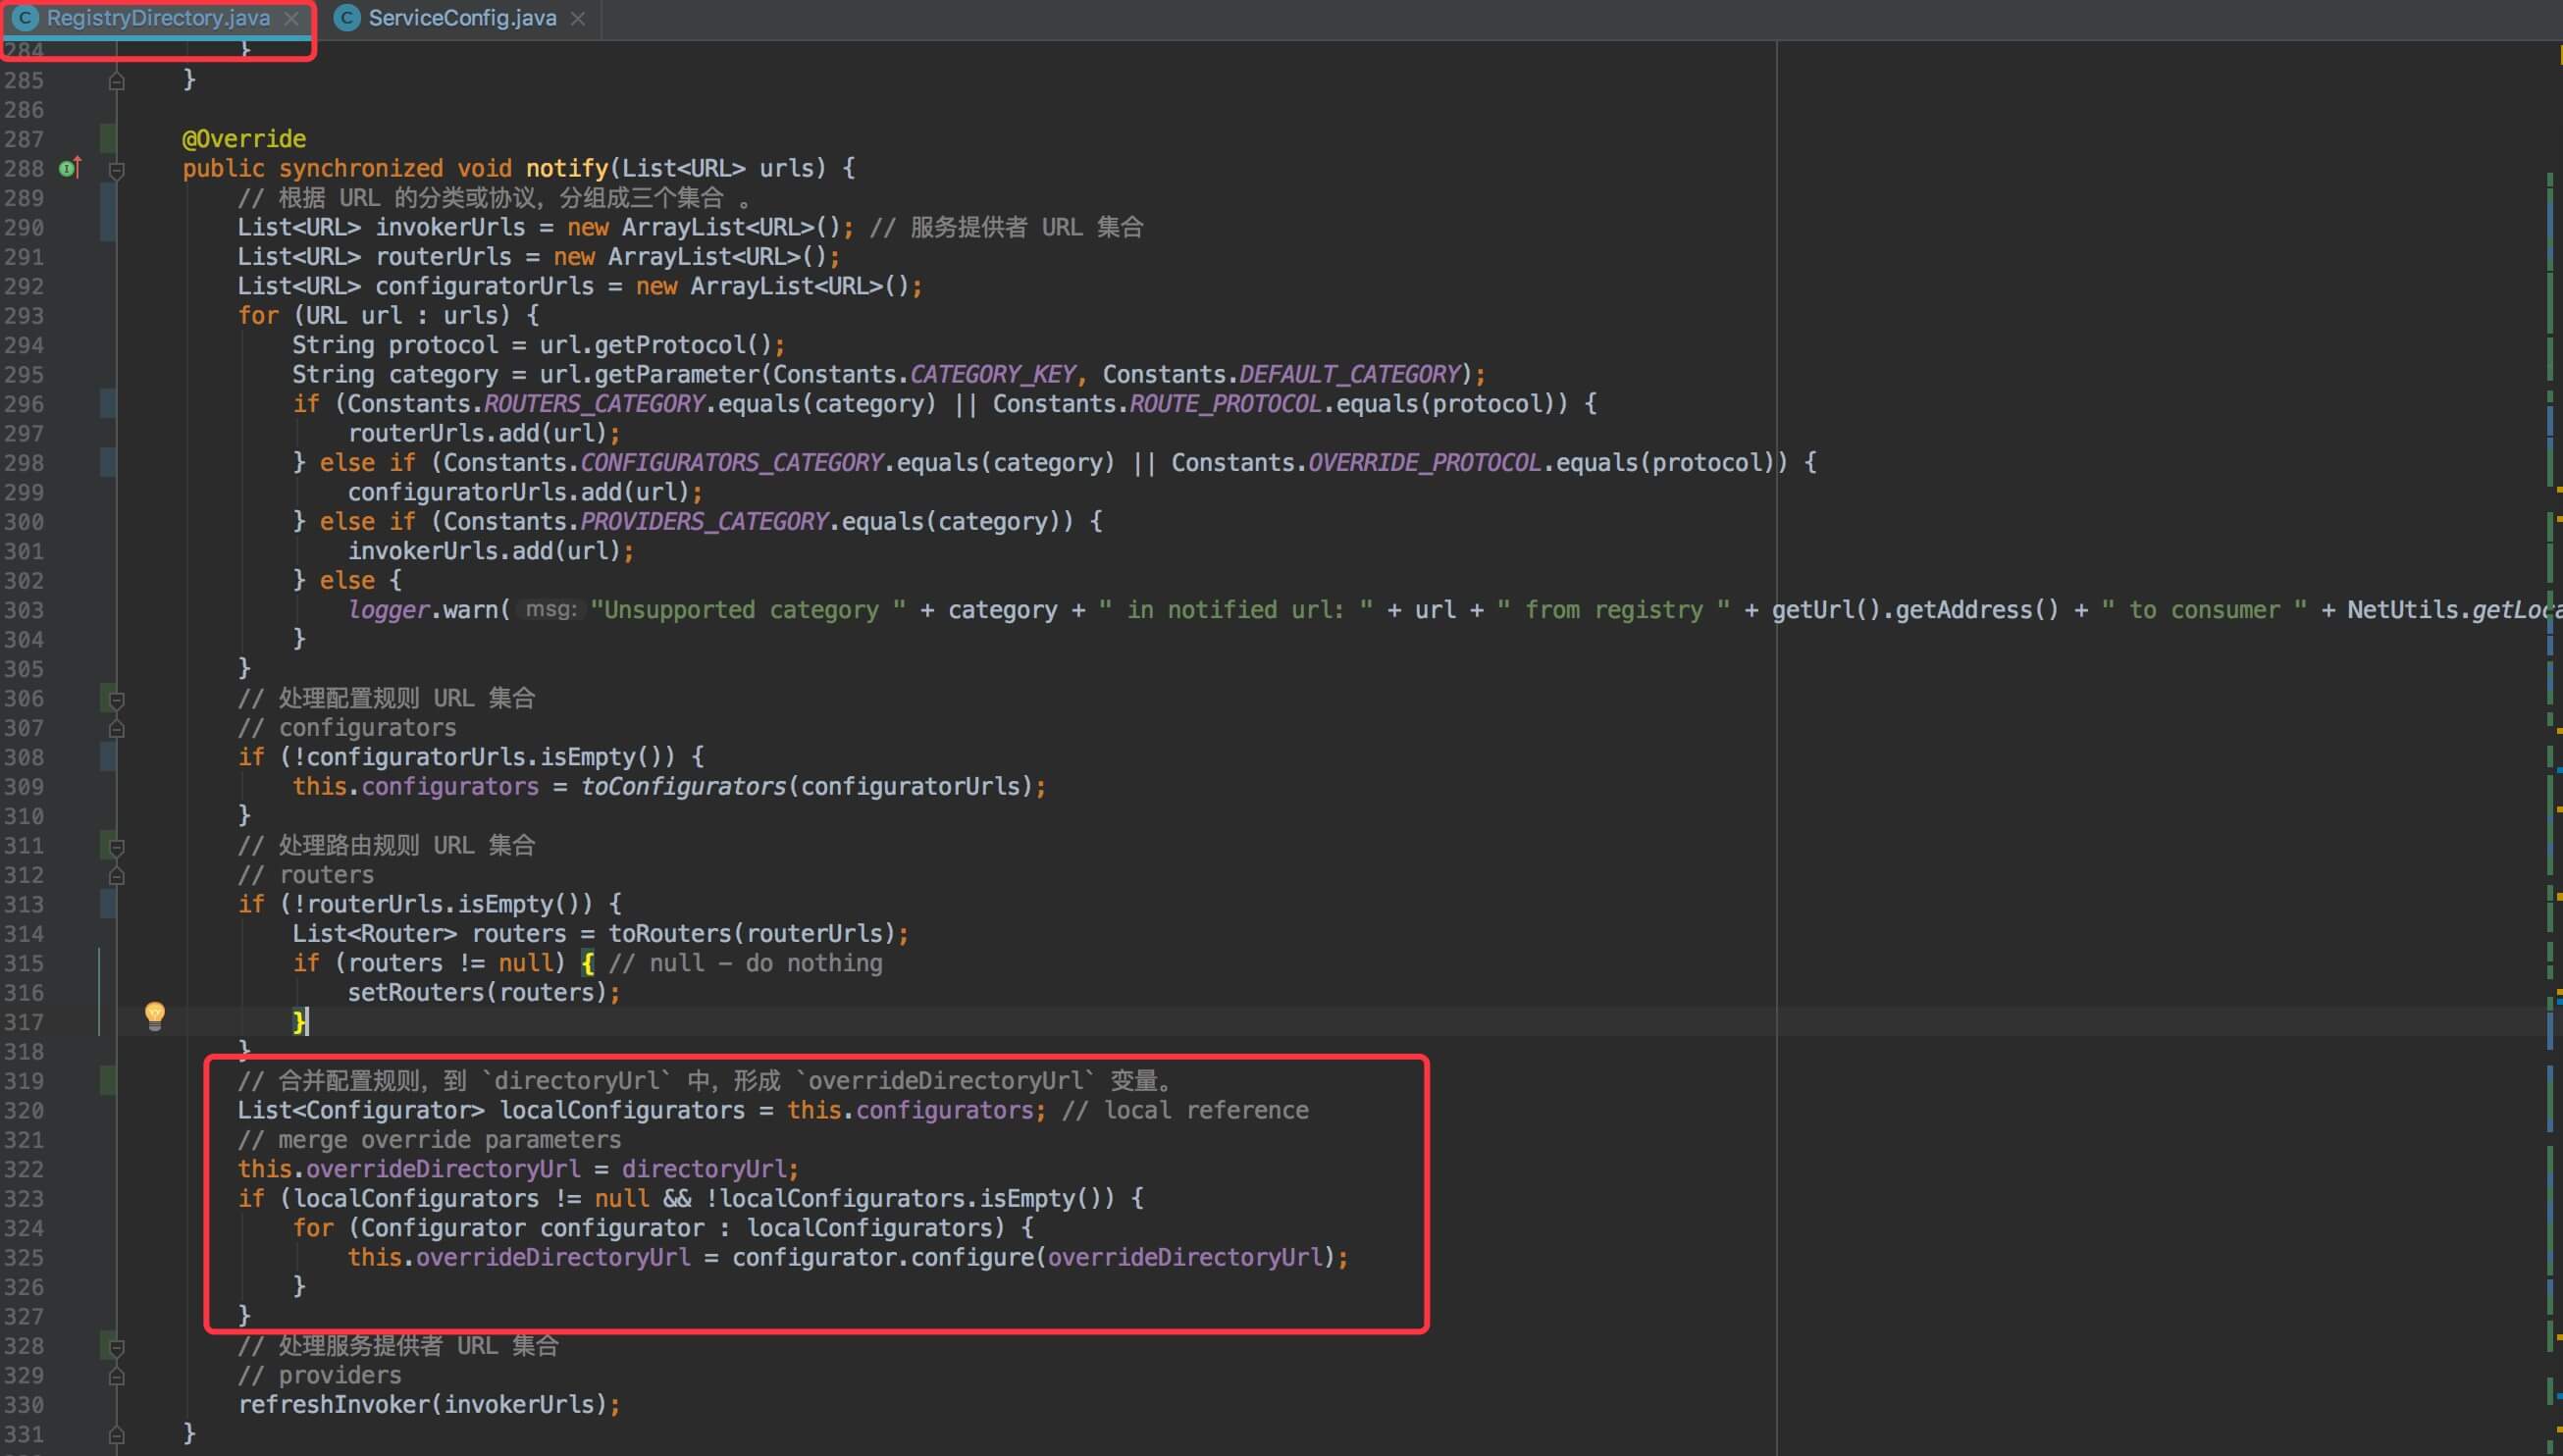 RegistryDirectory.java ServiceConfig.java
284 }
285 }
286
287 @Override
288 public synchronized void notify(List<URL> urls) {
289 // 根据 URL 的分类或协议，分组成三个集合 。
290 List<URL> invokerUrls = new ArrayList<URL>(); // 服务提供者 URL 集合
291 List<URL> routerUrls = new ArrayList<URL>();
292 List<URL> configuratorUrls = new ArrayList<URL>();
293 for (URL url : urls) {
294 String protocol = url.getProtocol();
295 String category = url.getParameter(Constants.CATEGORY_KEY, Constants.DEFAULT_CATEGORY);
296 if (Constants.ROUTERS_CATEGORY.equals(category) || Constants.ROUTE_PROTOCOL.equals(protocol)) {
297 routerUrls.add(url);
298 } else if (Constants.CONFIGURATORS_CATEGORY.equals(category) || Constants.OVERRIDE_PROTOCOL.equals(protocol)) {
299 configuratorUrls.add(url);
300 } else if (Constants.PROVIDERS_CATEGORY.equals(category)) {
301 invokerUrls.add(url);
302 } else {
303 logger.warn( msg: "Unsupported category " + category + " in notified url: " + url + " from registry " + getUrl().getAddress() + " to consumer " + NetUtils.getLoca
304 }
305 }
306 // 处理配置规则 URL 集合
307 // configurators
308 if (!configuratorUrls.isEmpty()) {
309 this.configurators = toConfigurators(configuratorUrls);
310 }
311 // 处理路由规则 URL 集合
312 // routers
313 if (!routerUrls.isEmpty()) {
314 List<Router> routers = toRouters(routerUrls);
315 if (routers != null) { // null - do nothing
316 setRouters(routers);
317 }
318 }
319 // 合并配置规则，到 `directoryUrl` 中，形成 `overrideDirectoryUrl` 变量。
320 List<Configurator> localConfigurators = this.configurators; // local reference
321 // merge override parameters
322 this.overrideDirectoryUrl = directoryUrl;
323 if (localConfigurators != null && !localConfigurators.isEmpty()) {
324 for (Configurator configurator : localConfigurators) {
325 this.overrideDirectoryUrl = configurator.configure(overrideDirectoryUrl);
326 }
327 }
328 // 处理服务提供者 URL 集合
329 // providers
330 refreshInvoker(invokerUrls);
331 }